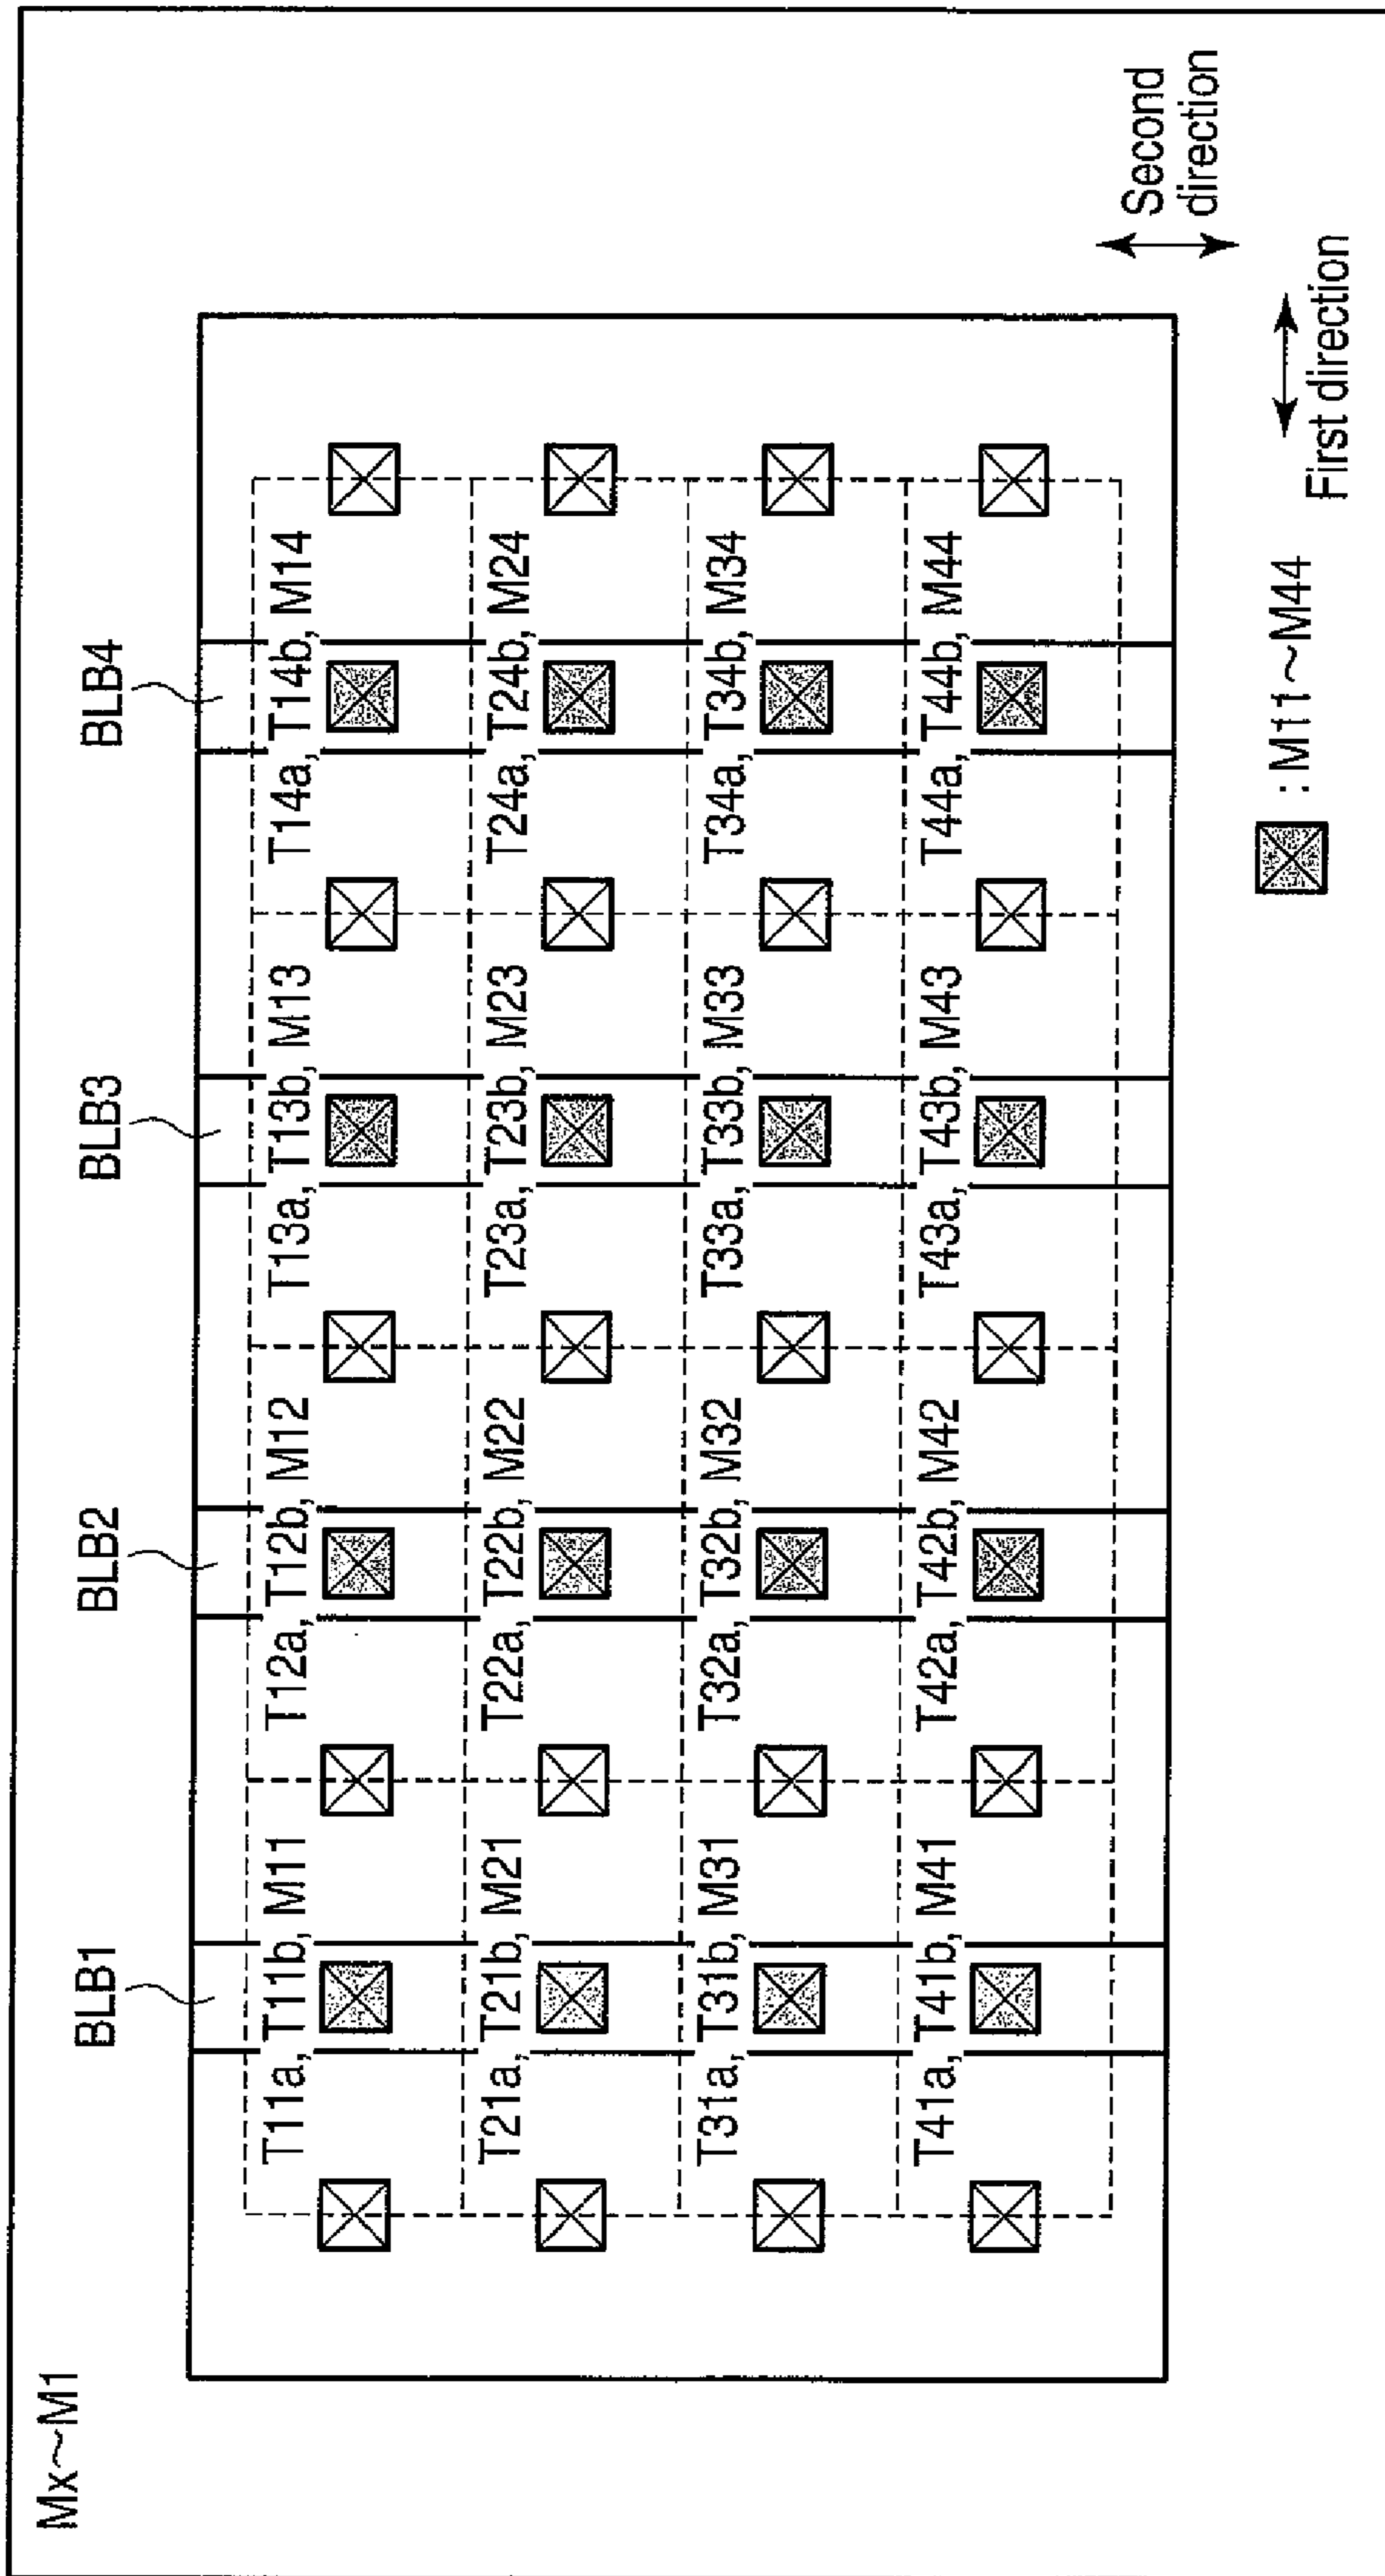 Mx~M1
BLB1
BLB2
BLB3
BLB4
T11a, T11b, M11
T12a, T12b, M12
T13a, T13b, M13
T14a, T14b, M14
T21a, T21b, M21
T22a, T22b, M22
T23a, T23b, M23
T24a, T24b, M24
T31a, T31b, M31
T32a, T32b, M32
T33a, T33b, M33
T34a, T34b, M34
T41a, T41b, M41
T42a, T42b, M42
T43a, T43b, M43
T44a, T44b, M44
Second
direction
First direction
: M11~M44